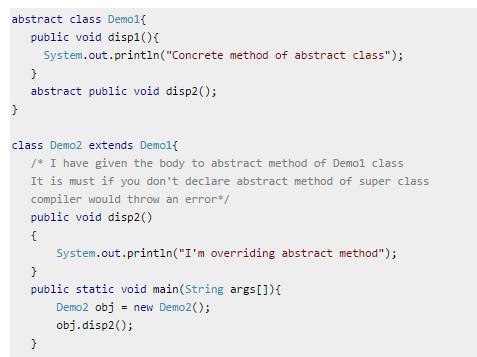 abstract class Demo1{
public void disp1(){
System.out.println("Concrete method of abstract class");
}
abstract public void disp2();
}
class Demo2 extends Demo1{
/* I have given the body to abstract method of Demo1 class
It is must if you don't declare abstract method of super class
compiler would throw an error*/
public void disp2()
{
System.out.println("I'm overriding abstract method");
}
public static void main(String args[]){
Demo2 obj = new Demo2();
obj.disp2();
}